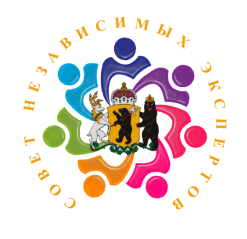 СОВЕТ НЕЗАВИСИМЫХ ЭКСПЕРТОВ